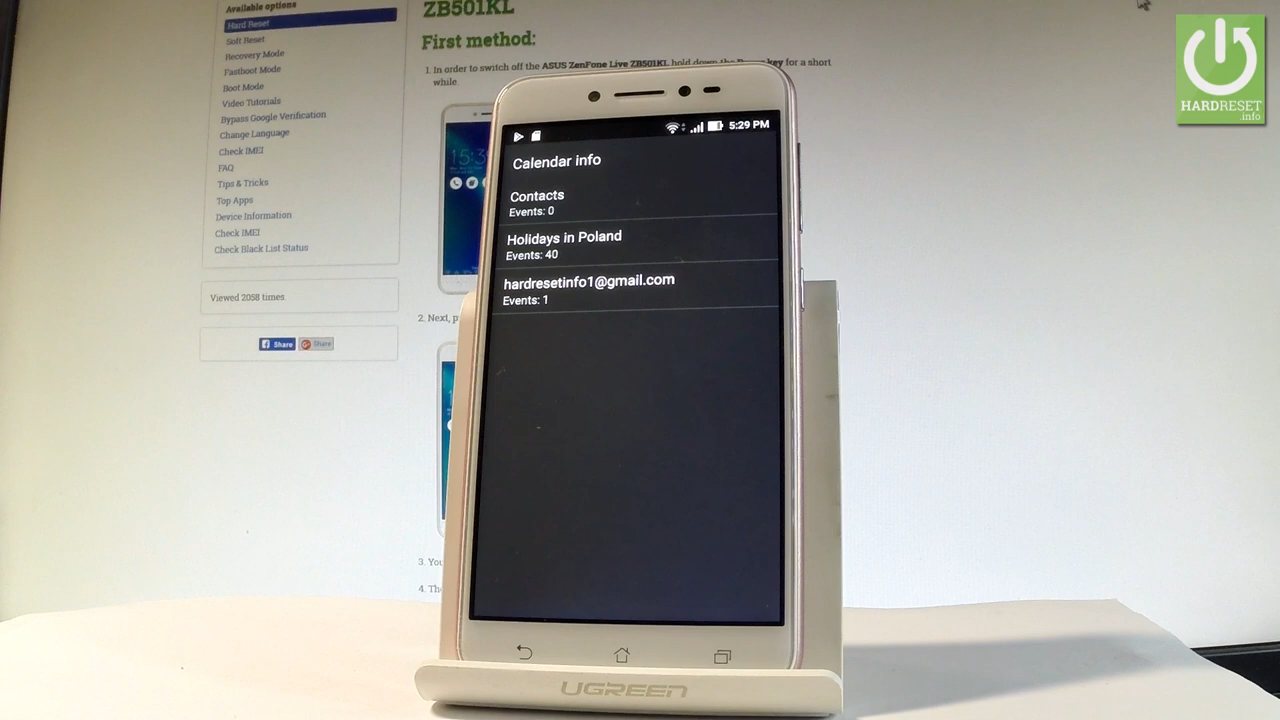 Available options
Hard Reset
Soft Reset
Recovery Mode
Fastboot Mode
Boot Mode
Video Tutorials
Bypass Google Verification
Change Language
Check IMEI
FAQ
Tips & Tricks
Top Apps
Device Information
Check IMEI
Check Black List Status
Viewed 2058 times
Share
Share
ZB501KL
First method:
1. In order to switch off the ASUS ZenFone Live ZB501KL hold down the key for a short
while.
2. Next,
3. You
4.
5:29 PM
Calendar info
Contacts
Events: 0
Holidays in Poland
Events: 40
hardresetinfo1@gmail.com
Events: 1
UGREEN
HARDRESET
.info